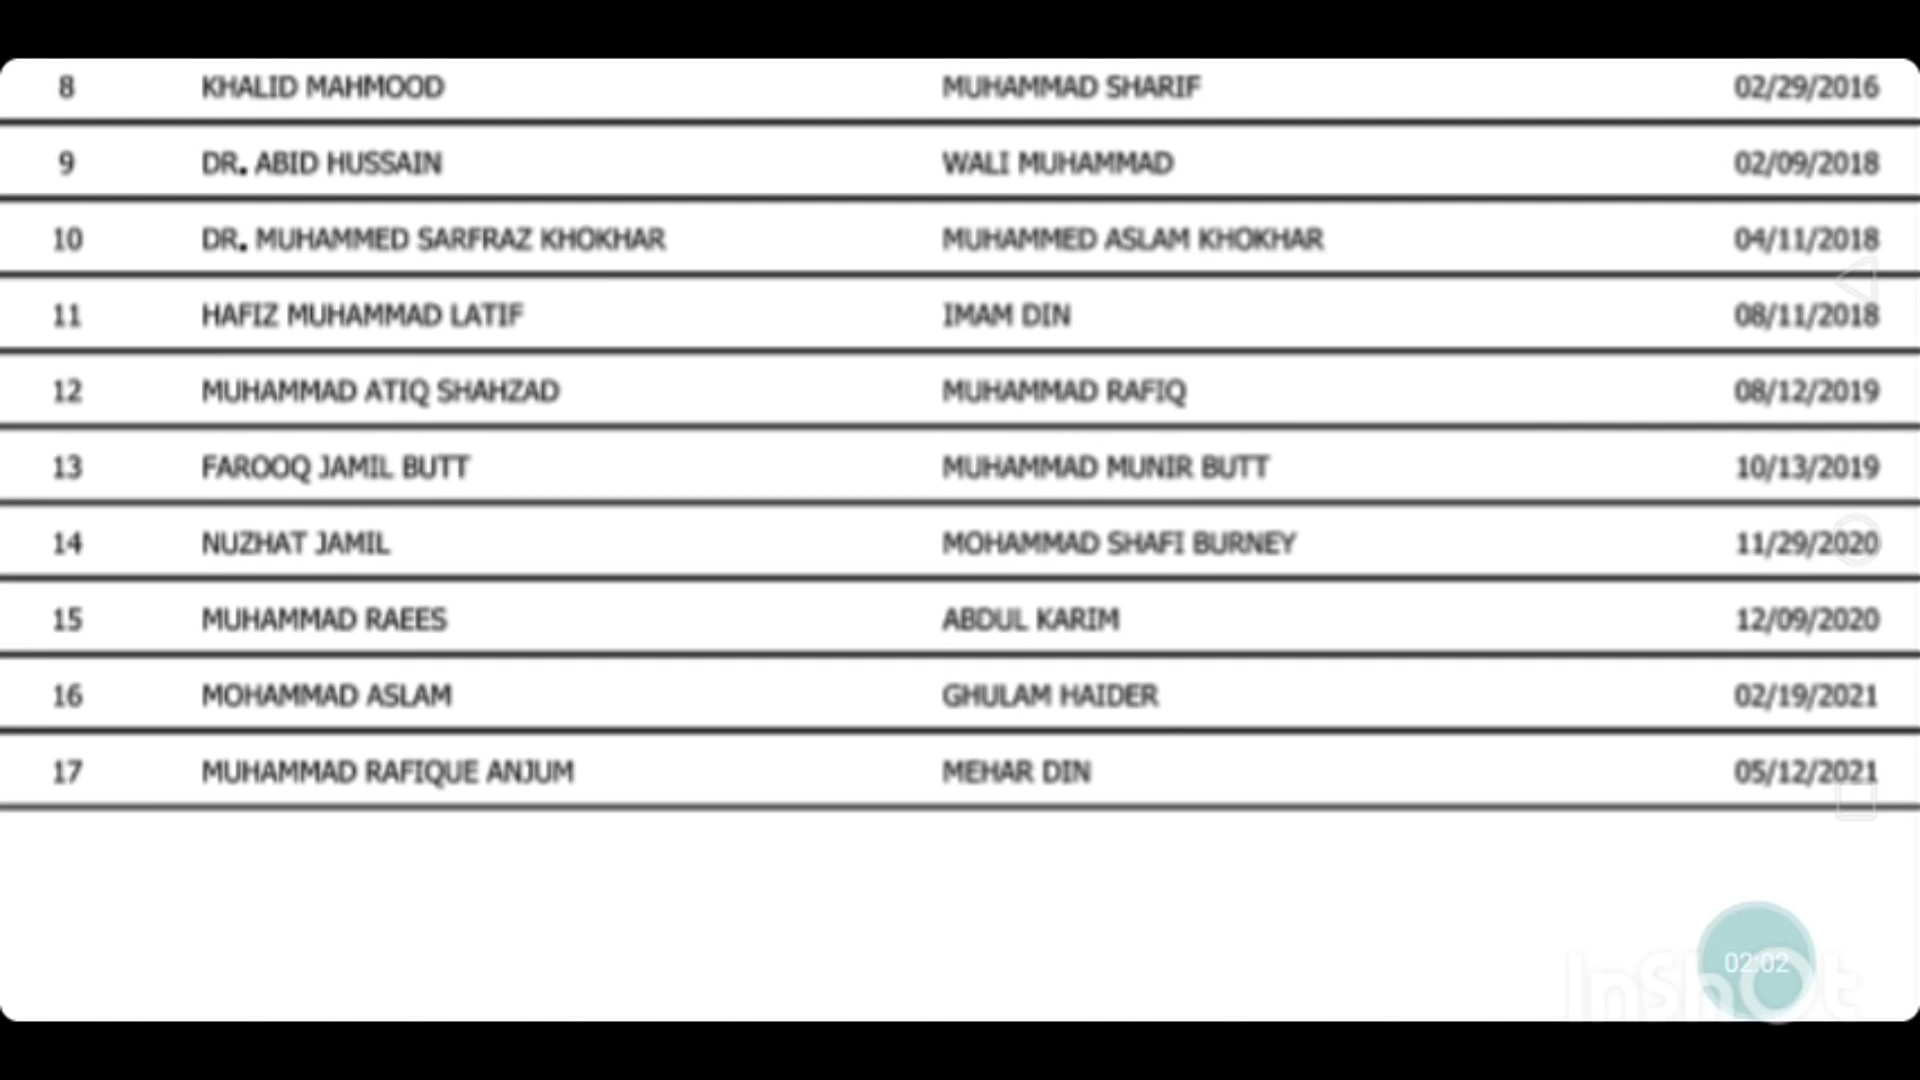 8 KHALID MAHMOOD MUHAMMAD SHARIF 02/29/2016
9 DR. ABID HUSSAIN WALI MUHAMMAD 02/09/2018
10 DR. MUHAMMED SARFRAZ KHOKHAR MUHAMMED ASLAM KHOKHAR 04/11/2018
11 HAFIZ MUHAMMAD LATIF IMAM DIN 08/11/2018
12 MUHAMMAD ATIQ SHAHZAD MUHAMMAD RAFIQ 08/12/2019
13 FAROOQ JAMIL BUTT MUHAMMAD MUNIR BUTT 10/13/2019
14 NUZHAT JAMIL MOHAMMAD SHAFI BURNEY 11/29/2020
15 MUHAMMAD RAEES ABDUL KARIM 12/09/2020
16 MOHAMMAD ASLAM GHULAM HAIDER 02/19/2021
17 MUHAMMAD RAFIQUE ANJUM MEHAR DIN 05/12/2021
02:02
InShOt